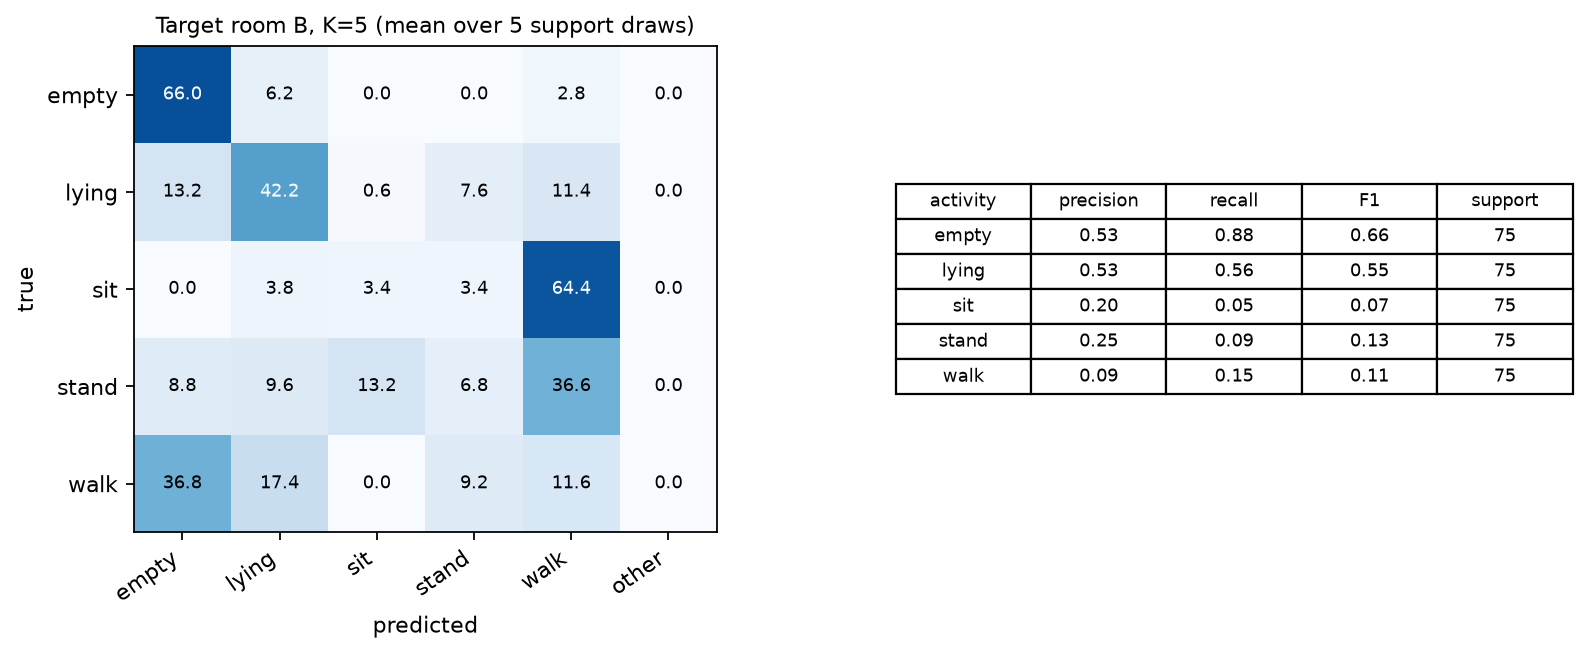 Target room B, K=5 (mean over 5 support draws)
true
empty 66.0 6.2 0.0 0.0 2.8 0.0
lying 13.2 42.2 0.6 7.6 11.4 0.0
sit 0.0 3.8 3.4 3.4 64.4 0.0
stand 8.8 9.6 13.2 6.8 36.6 0.0
walk 36.8 17.4 0.0 9.2 11.6 0.0
empty lying sit stand walk other
predicted
activity precision recall F1 support
empty 0.53 0.88 0.66 75
lying 0.53 0.56 0.55 75
sit 0.20 0.05 0.07 75
stand 0.25 0.09 0.13 75
walk 0.09 0.15 0.11 75